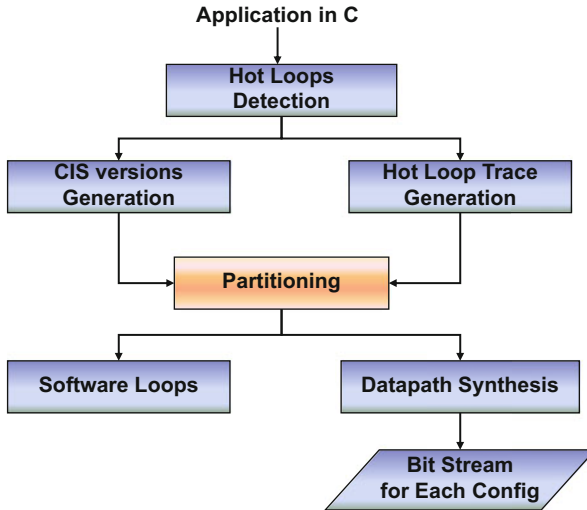 Application in C
Hot Loops
Detection
CIS versions
Generation
Hot Loop Trace
Generation
Partitioning
Software Loops
Datapath Synthesis
Bit Stream
for Each Config